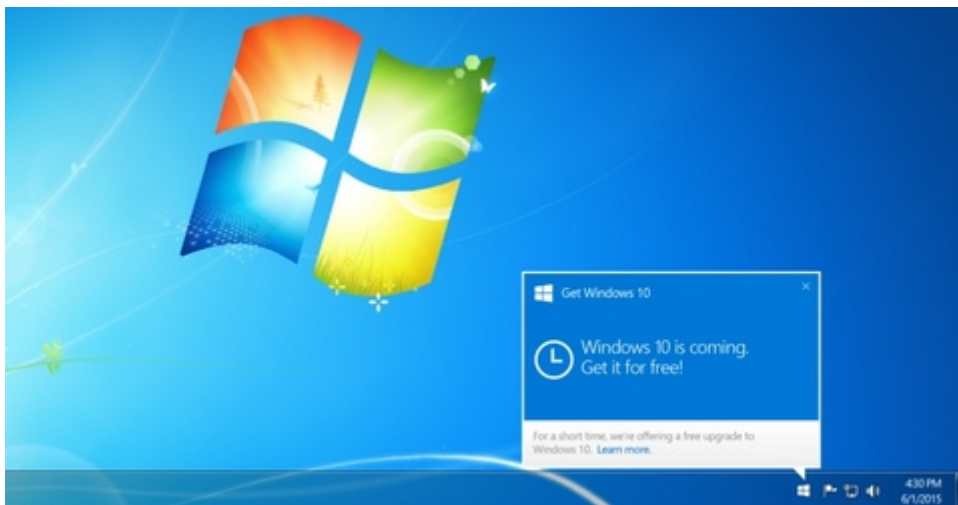 Get Windows 10
Windows 10 is coming.
Get it for free!
For a short time, we're offering a free upgrade to
Windows 10. Learn more.
4:30 PM
6/1/2015